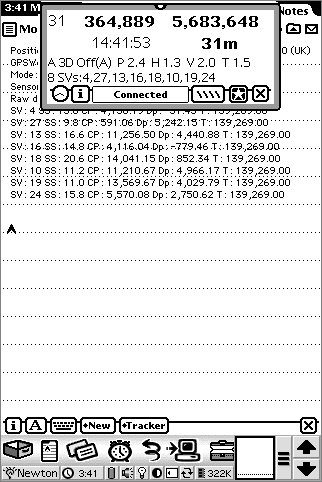 3:41 M
Notes
31 364,889 5,683,648
14:41:53 31m
A 3D Off(A) P 2.4 H 1.3 V 2.0 T 1.5
8 SVs:4,27,13,16,18,10,19,24
Connected
Mo
Positi
0 (UK)
GPSW
Mode:
Sensor
Raw d
SV: 4
T: 139,269.00
SV: 27 SS: 9.8 CP: 591.06 Dp: 5,242.15 T: 139,269.00
SV: 13 SS: 16.6 CP: 11,256.50 Dp: 4,440.88 T: 139,269.00
SV: 16 SS: 14.8 CP: 4,116.04 Dp: -779.46 T: 139,269.00
SV: 18 SS: 20.6 CP: 14,041.15 Dp: 852.34 T: 139,269.00
SV: 10 SS: 11.2 CP: 11,210.67 Dp: 4,966.17 T: 139,269.00
SV: 19 SS: 11.0 CP: 13,569.67 Dp: 4,029.79 T: 139,269.00
SV: 24 SS: 15.8 CP: 5,570.08 Dp: 2,750.62 T: 139,269.00
i A New Tracker
Newton 3:41 322K